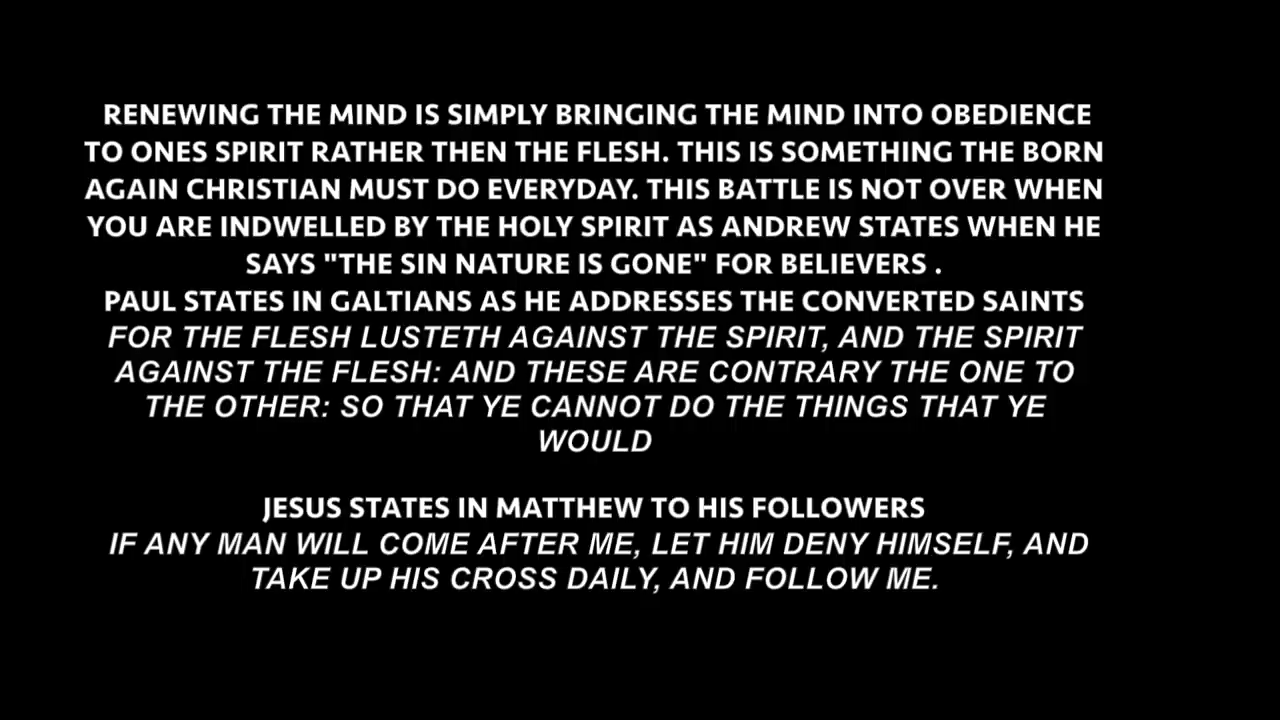 RENEWING THE MIND IS SIMPLY BRINGING THE MIND INTO OBEDIENCE
TO ONES SPIRIT RATHER THEN THE FLESH. THIS IS SOMETHING THE BORN
AGAIN CHRISTIAN MUST DO EVERYDAY. THIS BATTLE IS NOT OVER WHEN
YOU ARE INDWELLED BY THE HOLY SPIRIT AS ANDREW STATES WHEN HE
SAYS "THE SIN NATURE IS GONE" FOR BELIEVERS .
PAUL STATES IN GALTIANS AS HE ADDRESSES THE CONVERTED SAINTS
FOR THE FLESH LUSTETH AGAINST THE SPIRIT, AND THE SPIRIT
AGAINST THE FLESH: AND THESE ARE CONTRARY THE ONE TO
THE OTHER: SO THAT YE CANNOT DO THE THINGS THAT YE
WOULD
JESUS STATES IN MATTHEW TO HIS FOLLOWERS
IF ANY MAN WILL COME AFTER ME, LET HIM DENY HIMSELF, AND
TAKE UP HIS CROSS DAILY, AND FOLLOW ME.